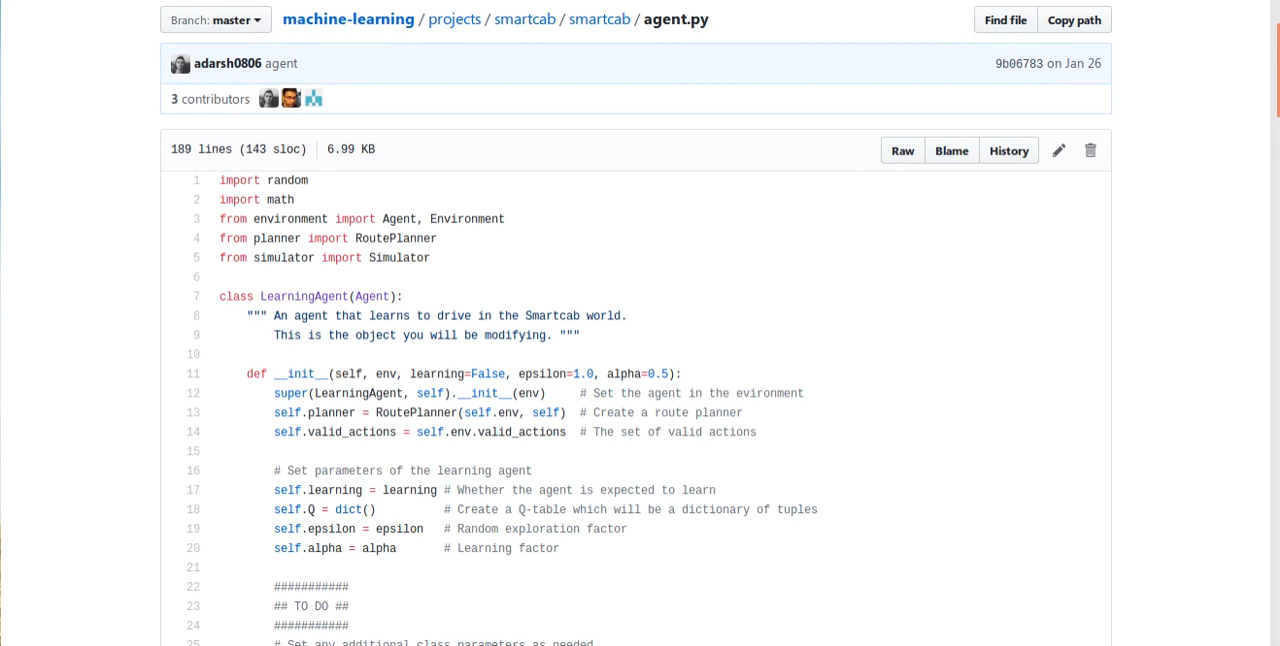 Branch: master machine-learning / projects / smartcab / smartcab / agent.py Find file Copy path
adarsh0806 agent 9b06783 on Jan 26
3 contributors
189 lines (143 sloc) 6.99 KB Raw Blame History
1 import random
2 import math
3 from environment import Agent, Environment
4 from planner import RoutePlanner
5 from simulator import Simulator
6
7 class LearningAgent(Agent):
8 """ An agent that learns to drive in the Smartcab world.
9 This is the object you will be modifying. """
10
11 def __init__(self, env, learning=False, epsilon=1.0, alpha=0.5):
12 super(LearningAgent, self).__init__(env) # Set the agent in the evironment
13 self.planner = RoutePlanner(self.env, self) # Create a route planner
14 self.valid_actions = self.env.valid_actions # The set of valid actions
15
16 # Set parameters of the learning agent
17 self.learning = learning # Whether the agent is expected to learn
18 self.Q = dict() # Create a Q-table which will be a dictionary of tuples
19 self.epsilon = epsilon # Random exploration factor
20 self.alpha = alpha # Learning factor
21
22 ###########
23 ## TO DO ##
24 ###########
25 # Set any additional class parameters as needed